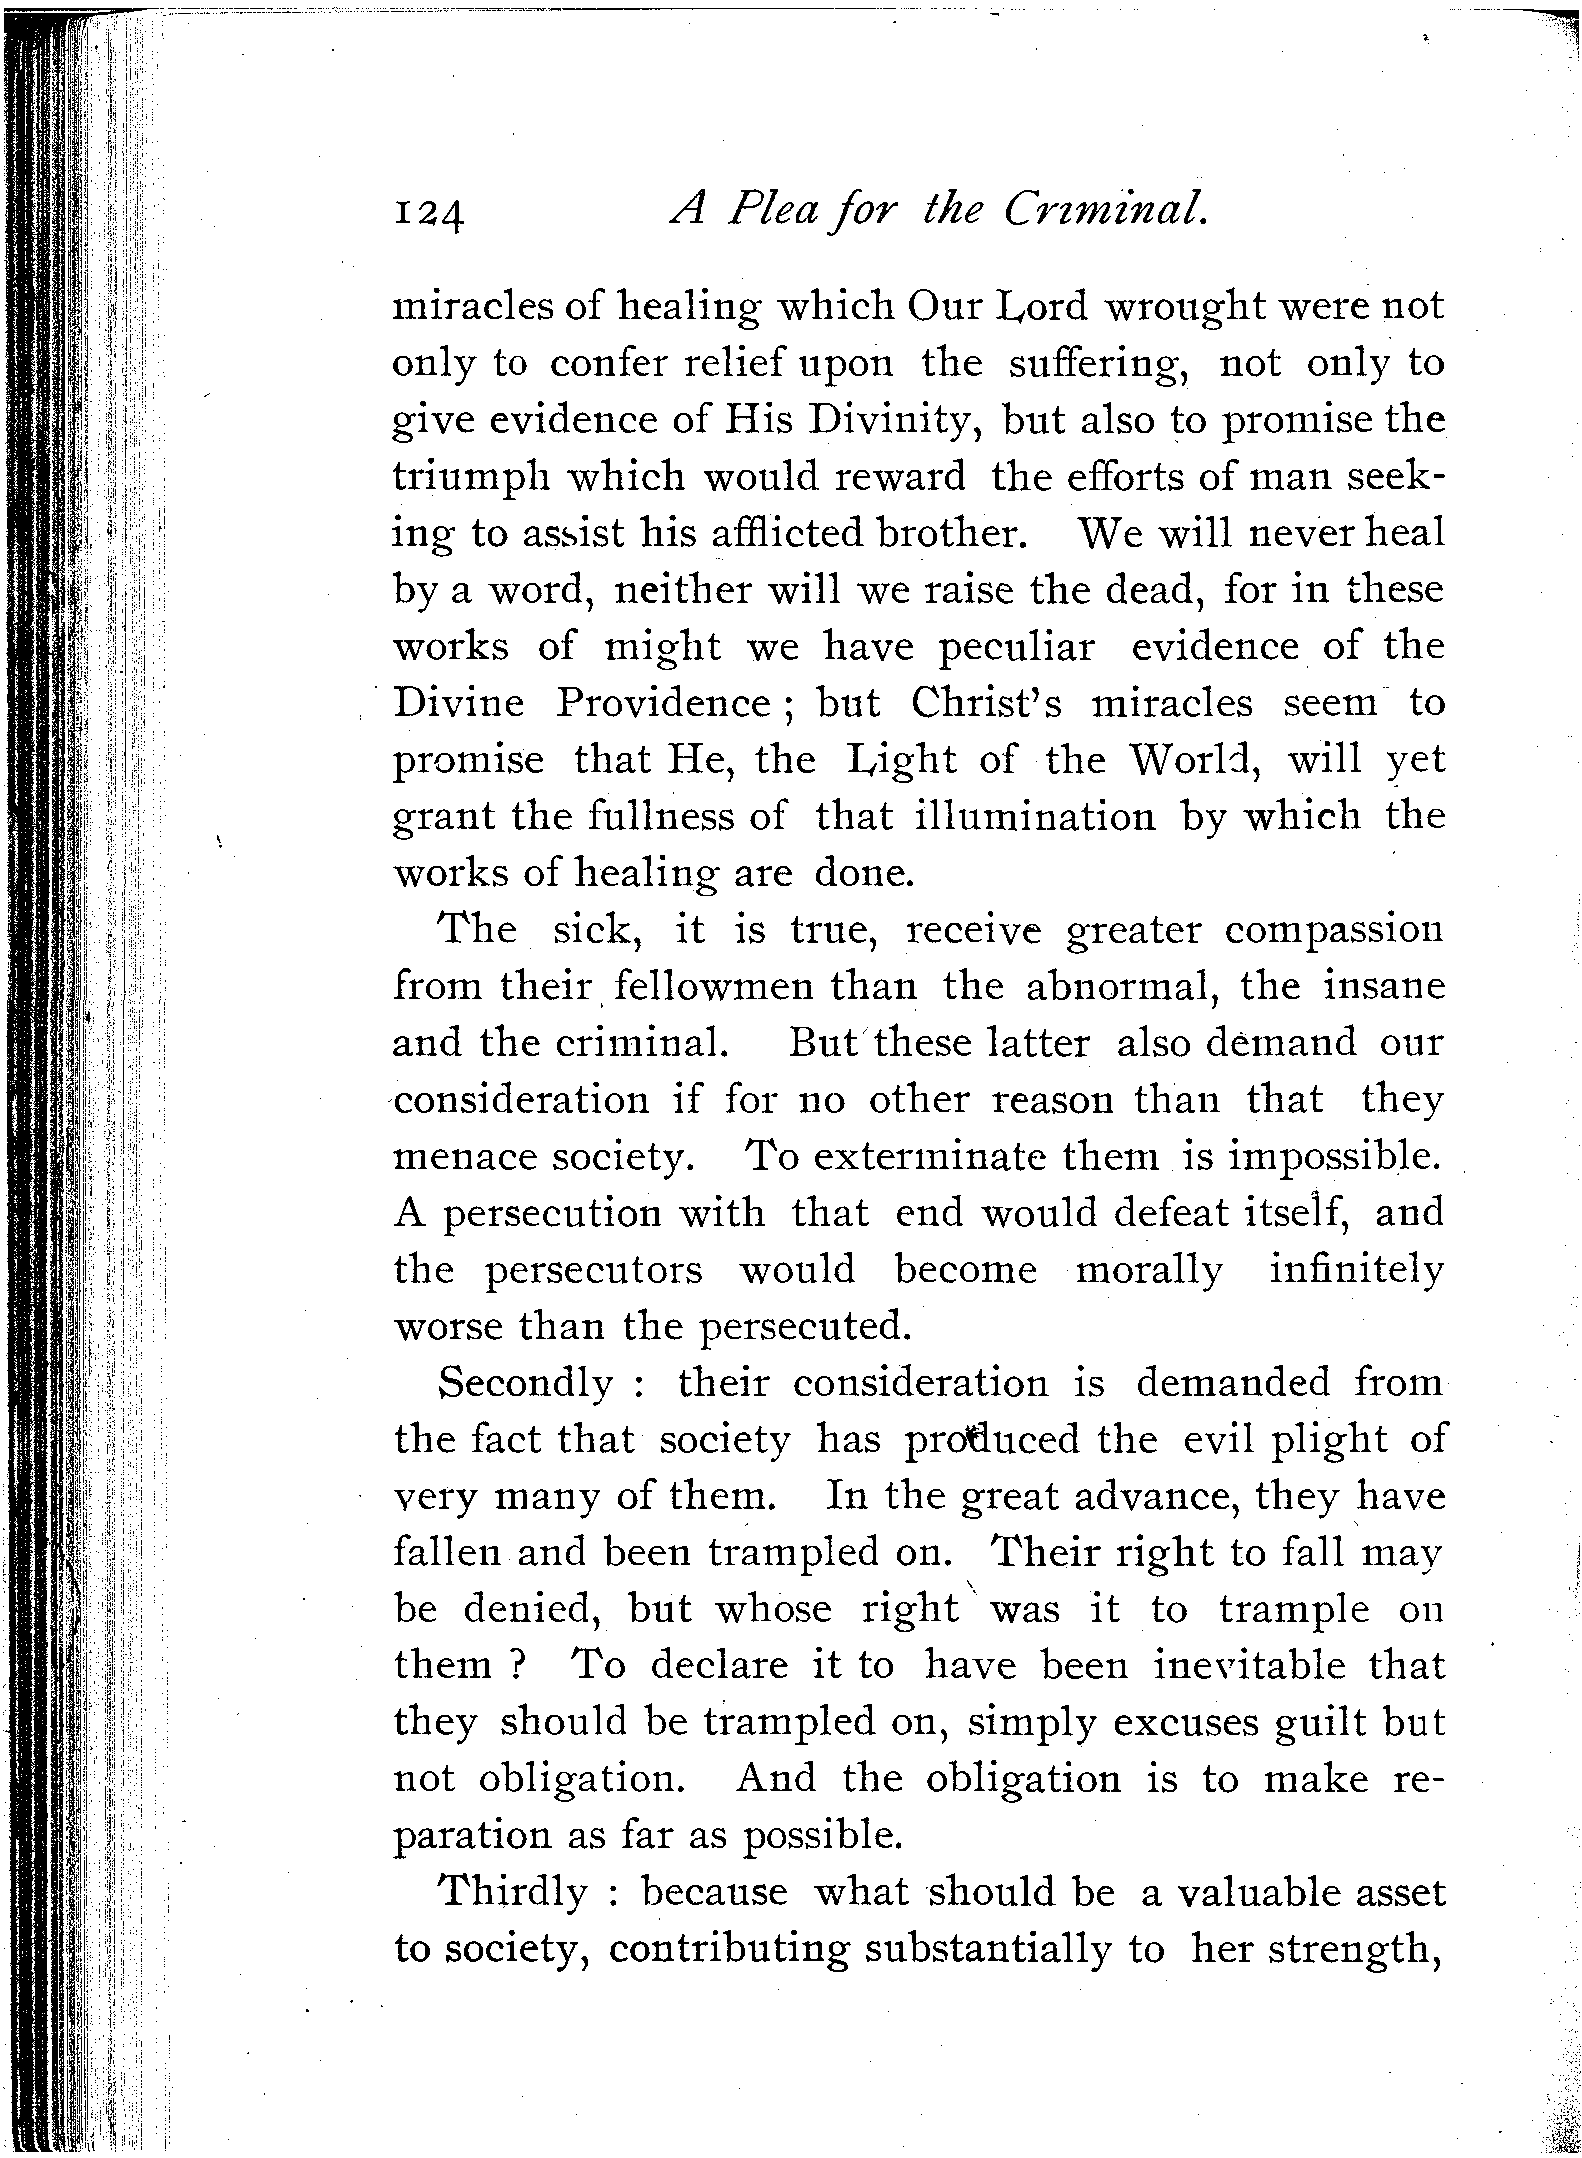 124 A Plea for the Criminal.
miracles of healing which Our Lord wrought were not
only to confer relief upon the suffering, not only to
give evidence of His Divinity, but also to promise the
triumph which would reward the efforts of man seek-
ing to assist his afflicted brother. We will never heal
by a word, neither will we raise the dead, for in these
works of might we have peculiar evidence of the
Divine Providence ; but Christ's miracles seem to
promise that He, the Light of the World, will yet
grant the fullness of that illumination by which the
works of healing are done.
The sick, it is true, receive greater compassion
from their fellowmen than the abnormal, the insane
and the criminal. But these latter also demand our
consideration if for no other reason than that they
menace society. To exterminate them is impossible.
A persecution with that end would defeat itself, and
the persecutors would become morally infinitely
worse than the persecuted.
Secondly : their consideration is demanded from
the fact that society has produced the evil plight of
very many of them. In the great advance, they have
fallen and been trampled on. Their right to fall may
be denied, but whose right was it to trample on
them ? To declare it to have been inevitable that
they should be trampled on, simply excuses guilt but
not obligation. And the obligation is to make re-
paration as far as possible.
Thirdly : because what should be a valuable asset
to society, contributing substantially to her strength,